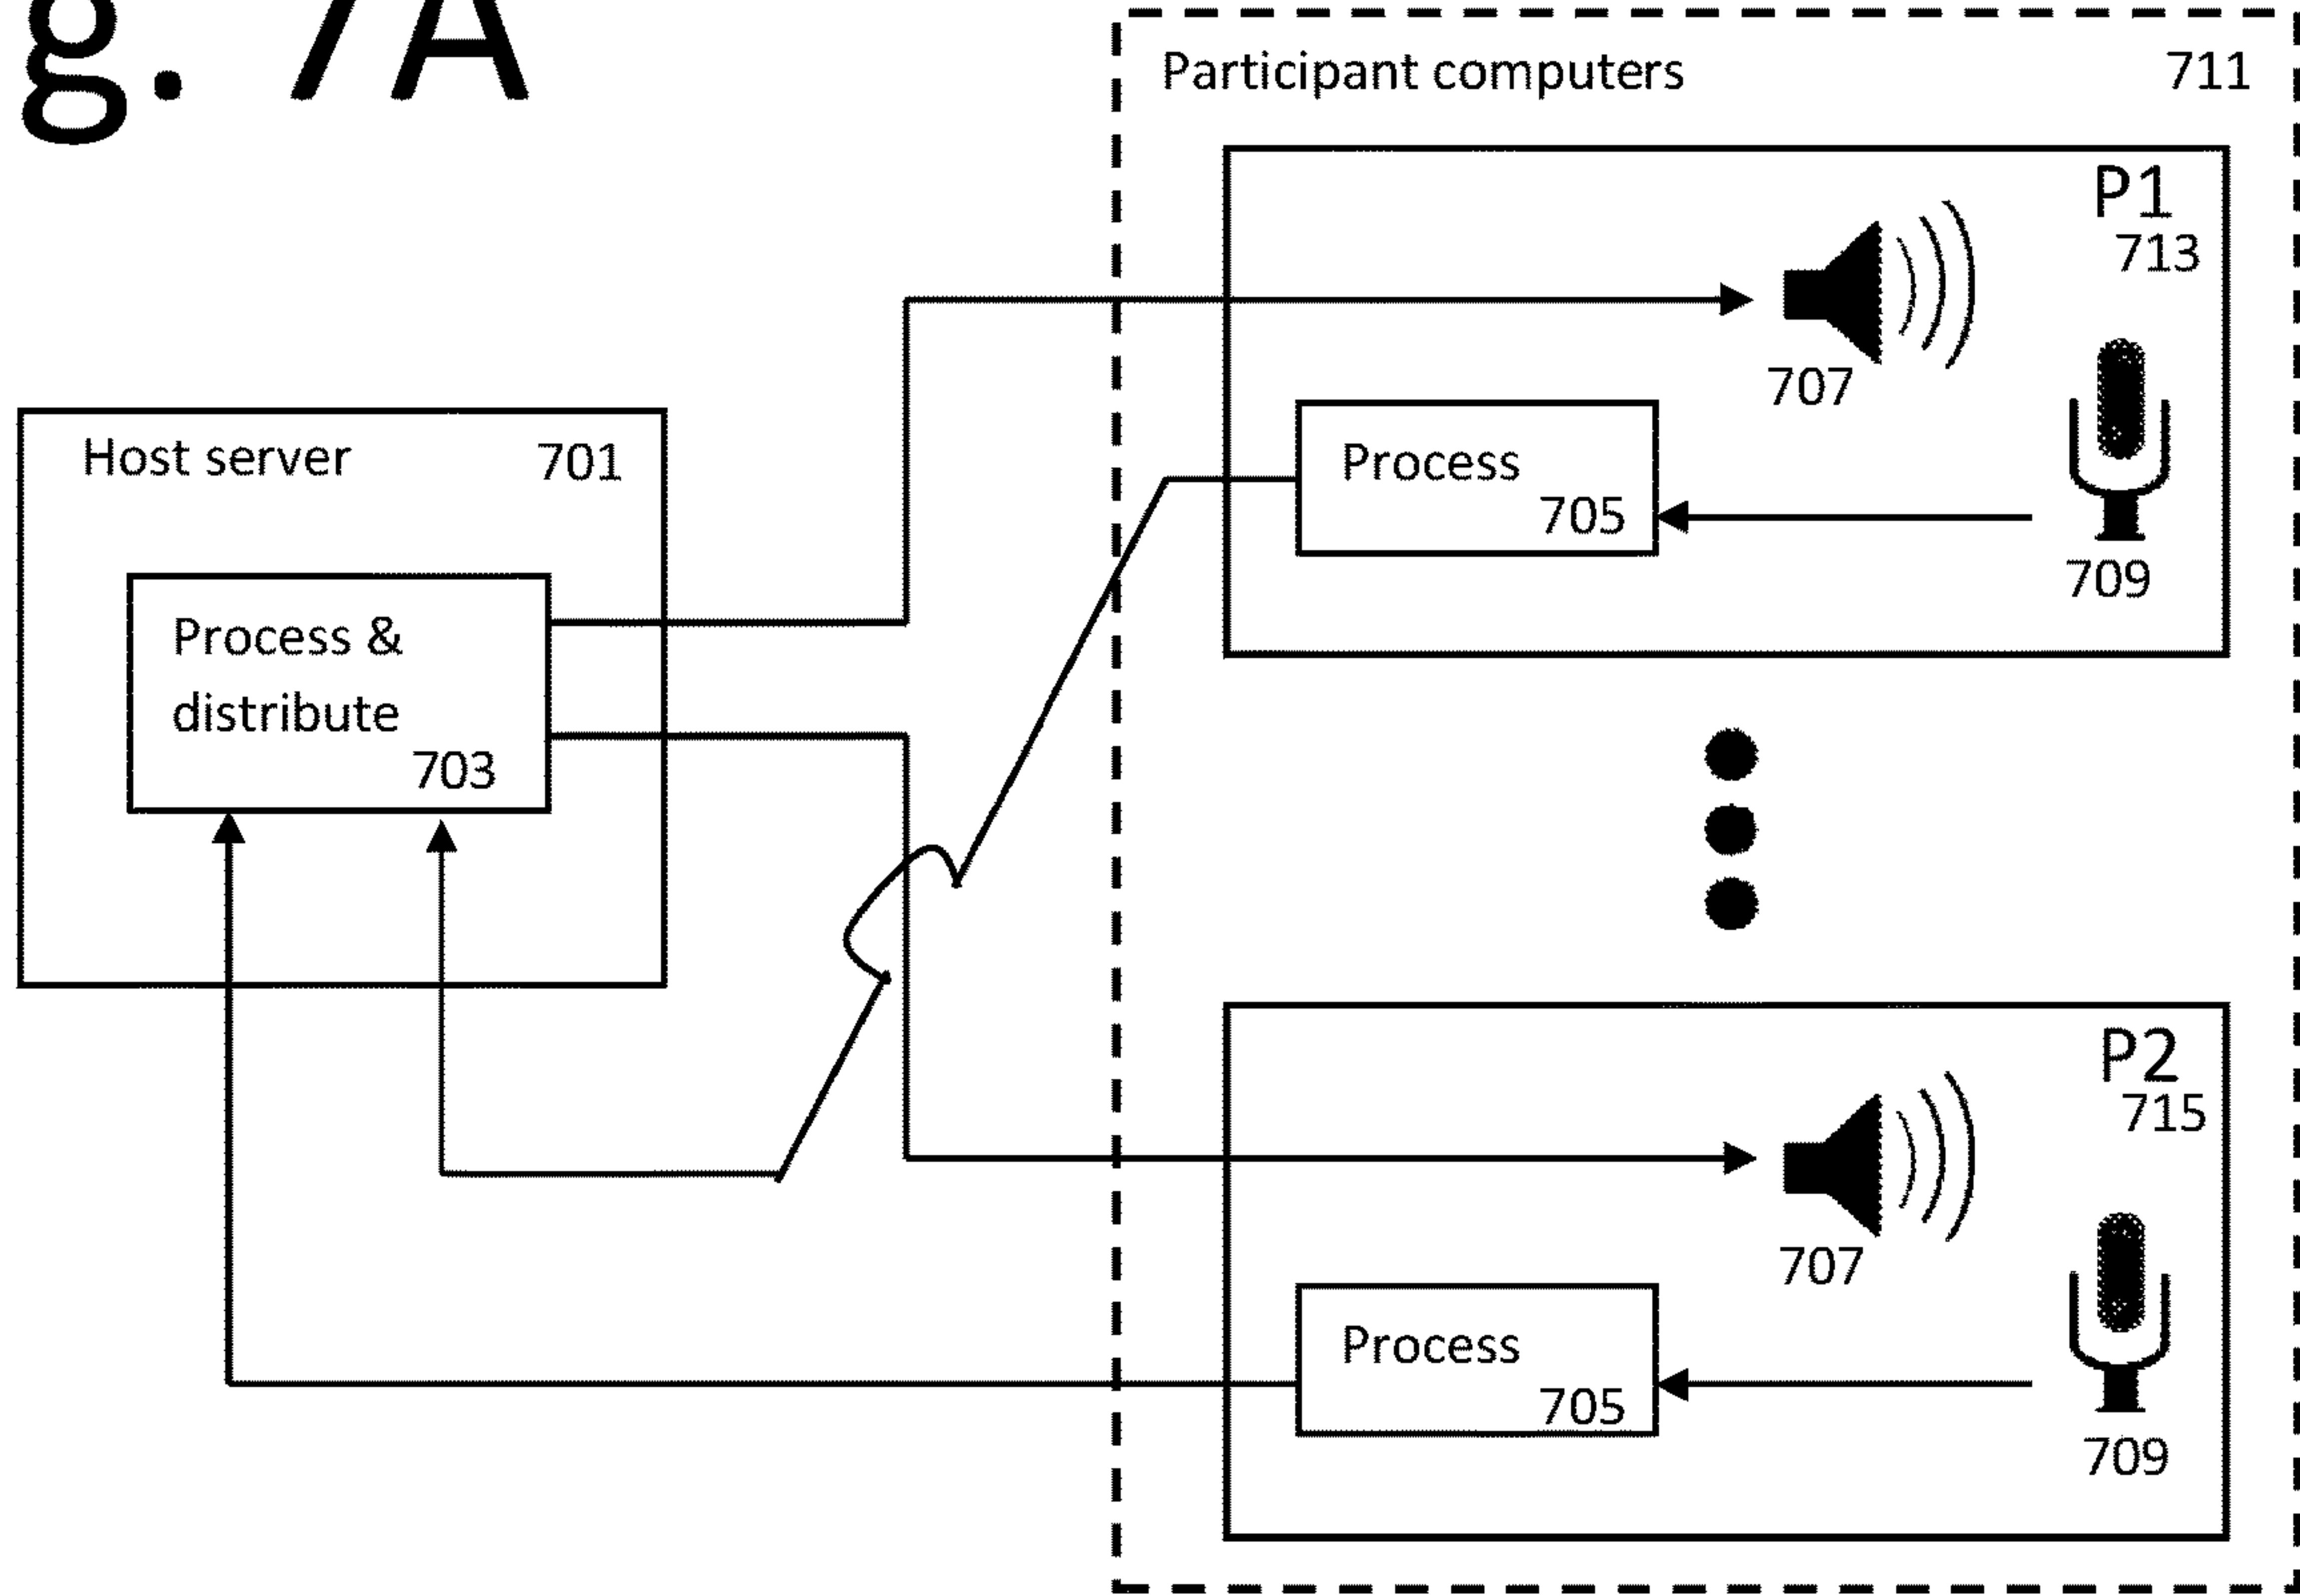 g. 7A
Participant computers 711
P1
713
707
Host server 701
Process
705
709
Process &
distribute
703
P2
715
707
Process
705
709